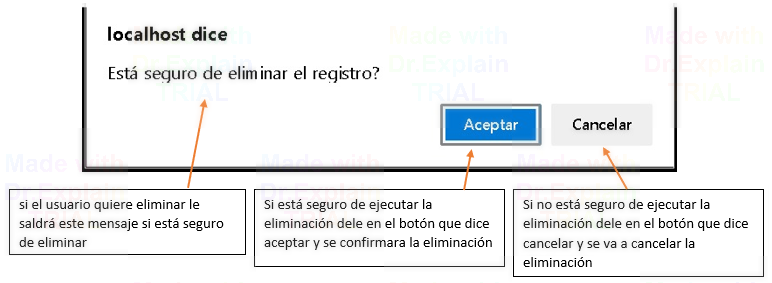 localhost dice
Está seguro de eliminar el registro?
Aceptar
Cancelar
si el usuario quiere eliminar le
saldrá este mensaje si está seguro
de eliminar
Si está seguro de ejecutar la
eliminación dele en el botón que dice
aceptar y se confirmara la eliminación
Si no está seguro de ejecutar la
eliminación dele en el botón que dice
cancelar y se va a cancelar la
eliminación
Made with
Dr.Explain
TRIAL
Made with
Dr.Explain
TRIAL
Made with
Dr.Explain
TRIAL
Made with
Dr.Explain
Made with
Dr.Explain
Made with
Dr.Explain